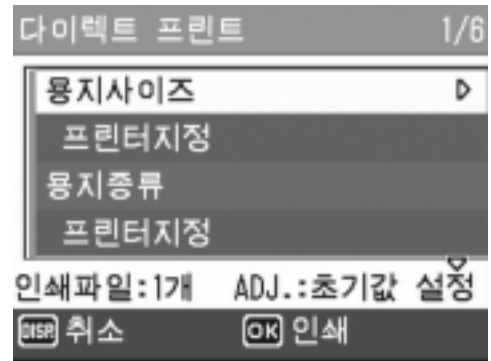 다이렉트 프린트 1/6
용지사이즈
프린터지정
용지종류
프린터지정
인쇄파일:1개 ADJ.:초기값 설정
DISP. 취소 OK 인쇄